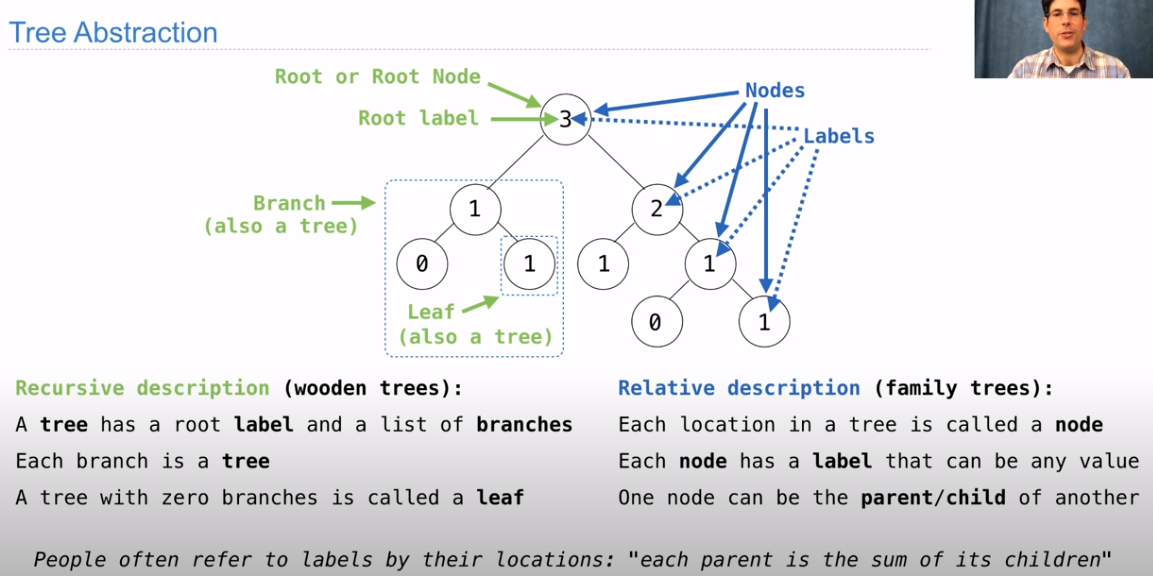 Tree Abstraction
Root or Root Node
Root label
Nodes
Labels
3
Branch
(also a tree)
1
2
0
1
1
1
Leaf
(also a tree)
0
1
Recursive description (wooden trees):
A tree has a root label and a list of branches
Each branch is a tree
A tree with zero branches is called a leaf
Relative description (family trees):
Each location in a tree is called a node
Each node has a label that can be any value
One node can be the parent/child of another
People often refer to labels by their locations: "each parent is the sum of its children"